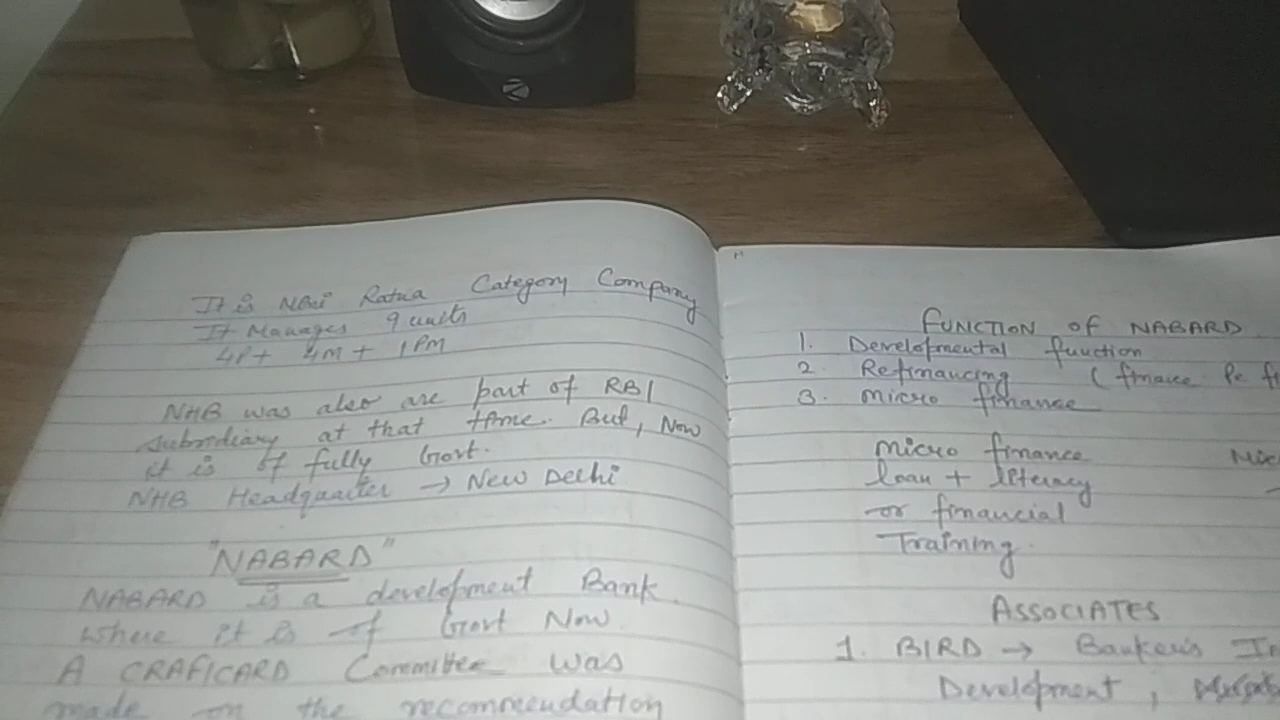 It is Mini Ratna Category Company
It Manages 9 units
4P + 4M + 1PM
NHB was also are part of RBI
subsrdiary at that time. But, Now
it is of fully Govt.
NHB Headquarter → New Delhi
"NABARD"
NABARD is a development Bank.
where it is of Govt Now.
A CRAFICARD Committee was
made on the recommendation
FUNCTION OF NABARD
1. Developmental function
2. Refinancing (finance
3. Micro finance
micro finance
loan + literacy
or financial
Training.
ASSOCIATES
1. BIRD → Banker's
Development,